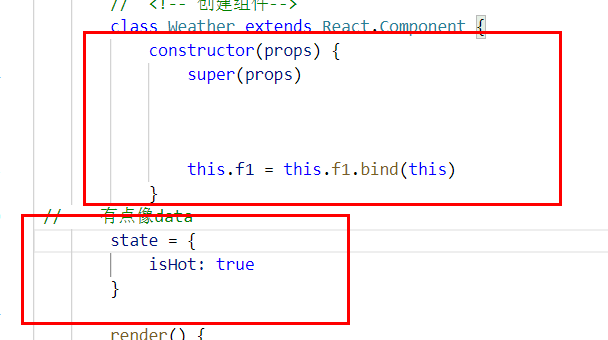 // <!-- 创建组件-->
class Weather extends React.Component {
constructor(props) {
super(props)
this.f1 = this.f1.bind(this)
}
// 有点像data
state = {
isHot: true
}
render() {